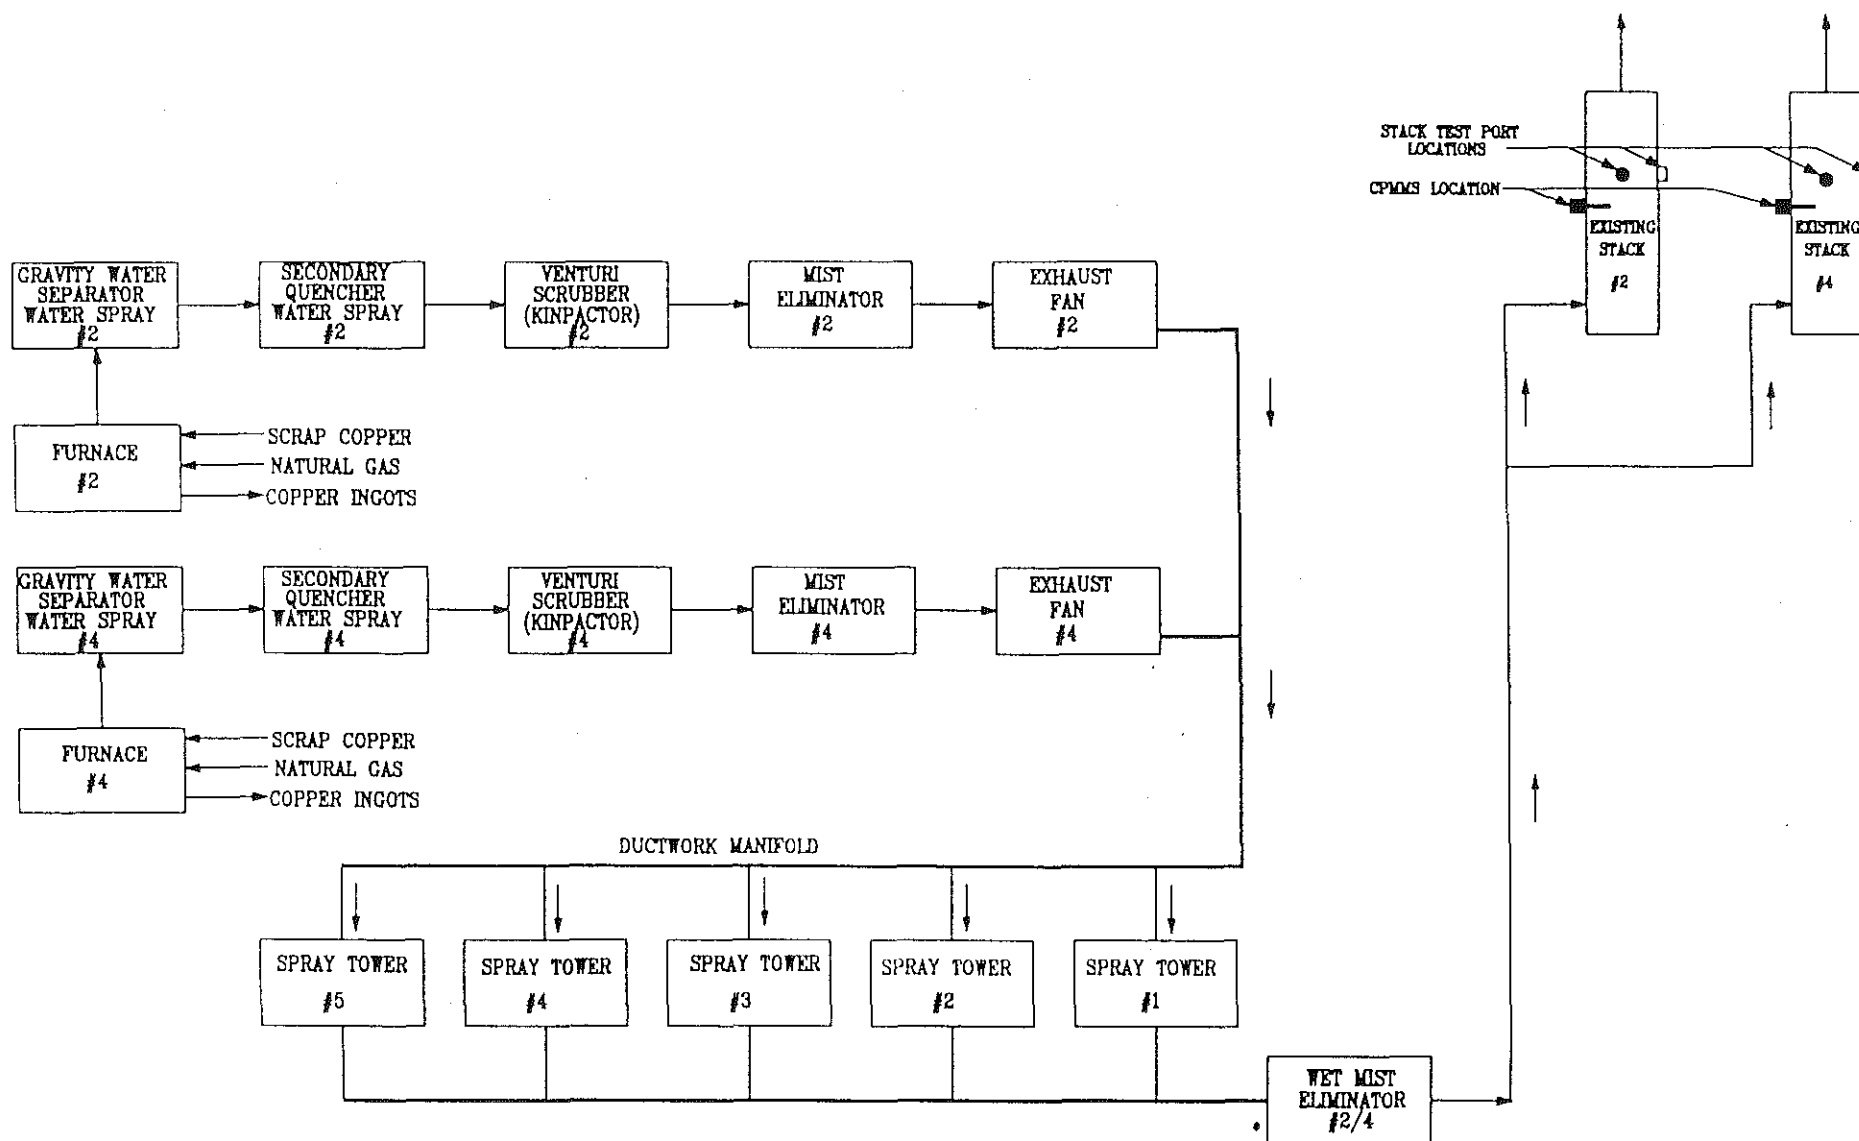 STACK TEST PORT
LOCATIONS
CPMMS LOCATION
EXISTING
STACK
#2
EXISTING
STACK
#4
GRAVITY WATER
SEPARATOR
WATER SPRAY
#2
SECONDARY
QUENCHER
WATER SPRAY
#2
VENTURI
SCRUBBER
(KINPACTOR)
#2
MIST
ELIMINATOR
#2
EXHAUST
FAN
#2
FURNACE
#2
SCRAP COPPER
NATURAL GAS
COPPER INGOTS
GRAVITY WATER
SEPARATOR
WATER SPRAY
#4
SECONDARY
QUENCHER
WATER SPRAY
#4
VENTURI
SCRUBBER
(KINPACTOR)
#4
MIST
ELIMINATOR
#4
EXHAUST
FAN
#4
FURNACE
#4
SCRAP COPPER
NATURAL GAS
COPPER INGOTS
DUCTWORK MANIFOLD
SPRAY TOWER
#5
SPRAY TOWER
#4
SPRAY TOWER
#3
SPRAY TOWER
#2
SPRAY TOWER
#1
WET MIST
ELIMINATOR
#2/4